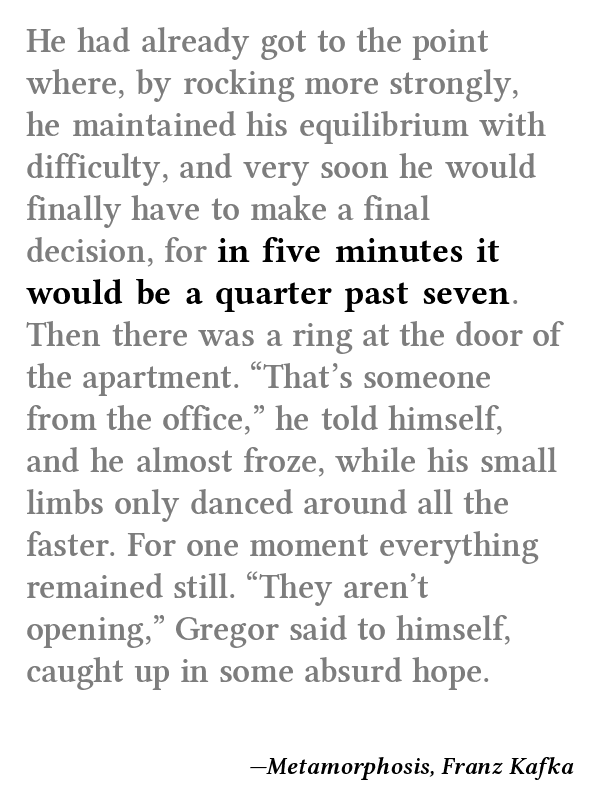 He had already got to the point
where, by rocking more strongly,
he maintained his equilibrium with
difficulty, and very soon he would
finally have to make a final
decision, for in five minutes it
would be a quarter past seven.
Then there was a ring at the door of
the apartment. “That’s someone
from the office,” he told himself,
and he almost froze, while his small
limbs only danced around all the
faster. For one moment everything
remained still. “They aren’t
opening,” Gregor said to himself,
caught up in some absurd hope.
—Metamorphosis, Franz Kafka